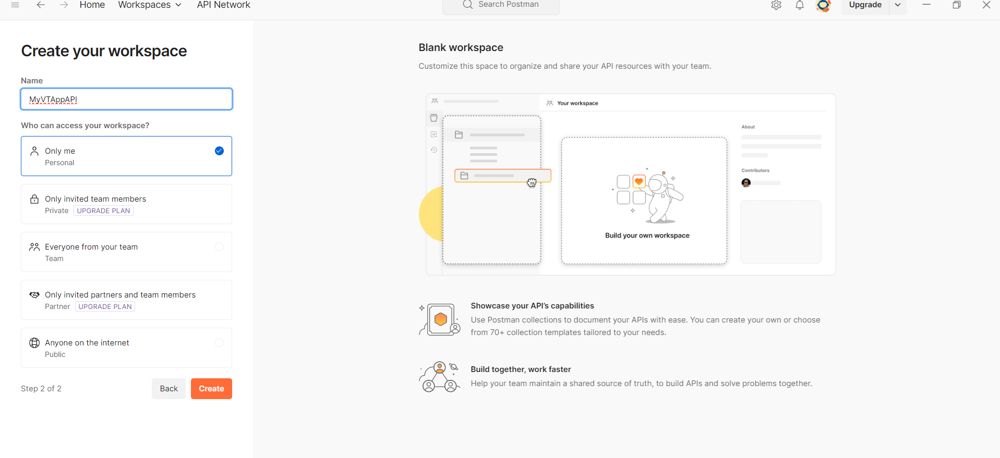 Home Workspaces API Network Search Postman Upgrade
Create your workspace
Name
MyVTAppAPI
Who can access your workspace?
Only me
Personal
Only invited team members
Private UPGRADE PLAN
Everyone from your team
Team
Only invited partners and team members
Partner UPGRADE PLAN
Anyone on the internet
Public
Step 2 of 2 Back Create
Blank workspace
Customize this space to organize and share your API resources with your team.
Your workspace
About
Contributors
Build your own workspace
Showcase your API's capabilities
Use Postman collections to document your APIs with ease. You can create your own or choose
from 70+ collection templates tailored to your needs.
Build together, work faster
Help your team maintain a shared source of truth, to build APIs and solve problems together.